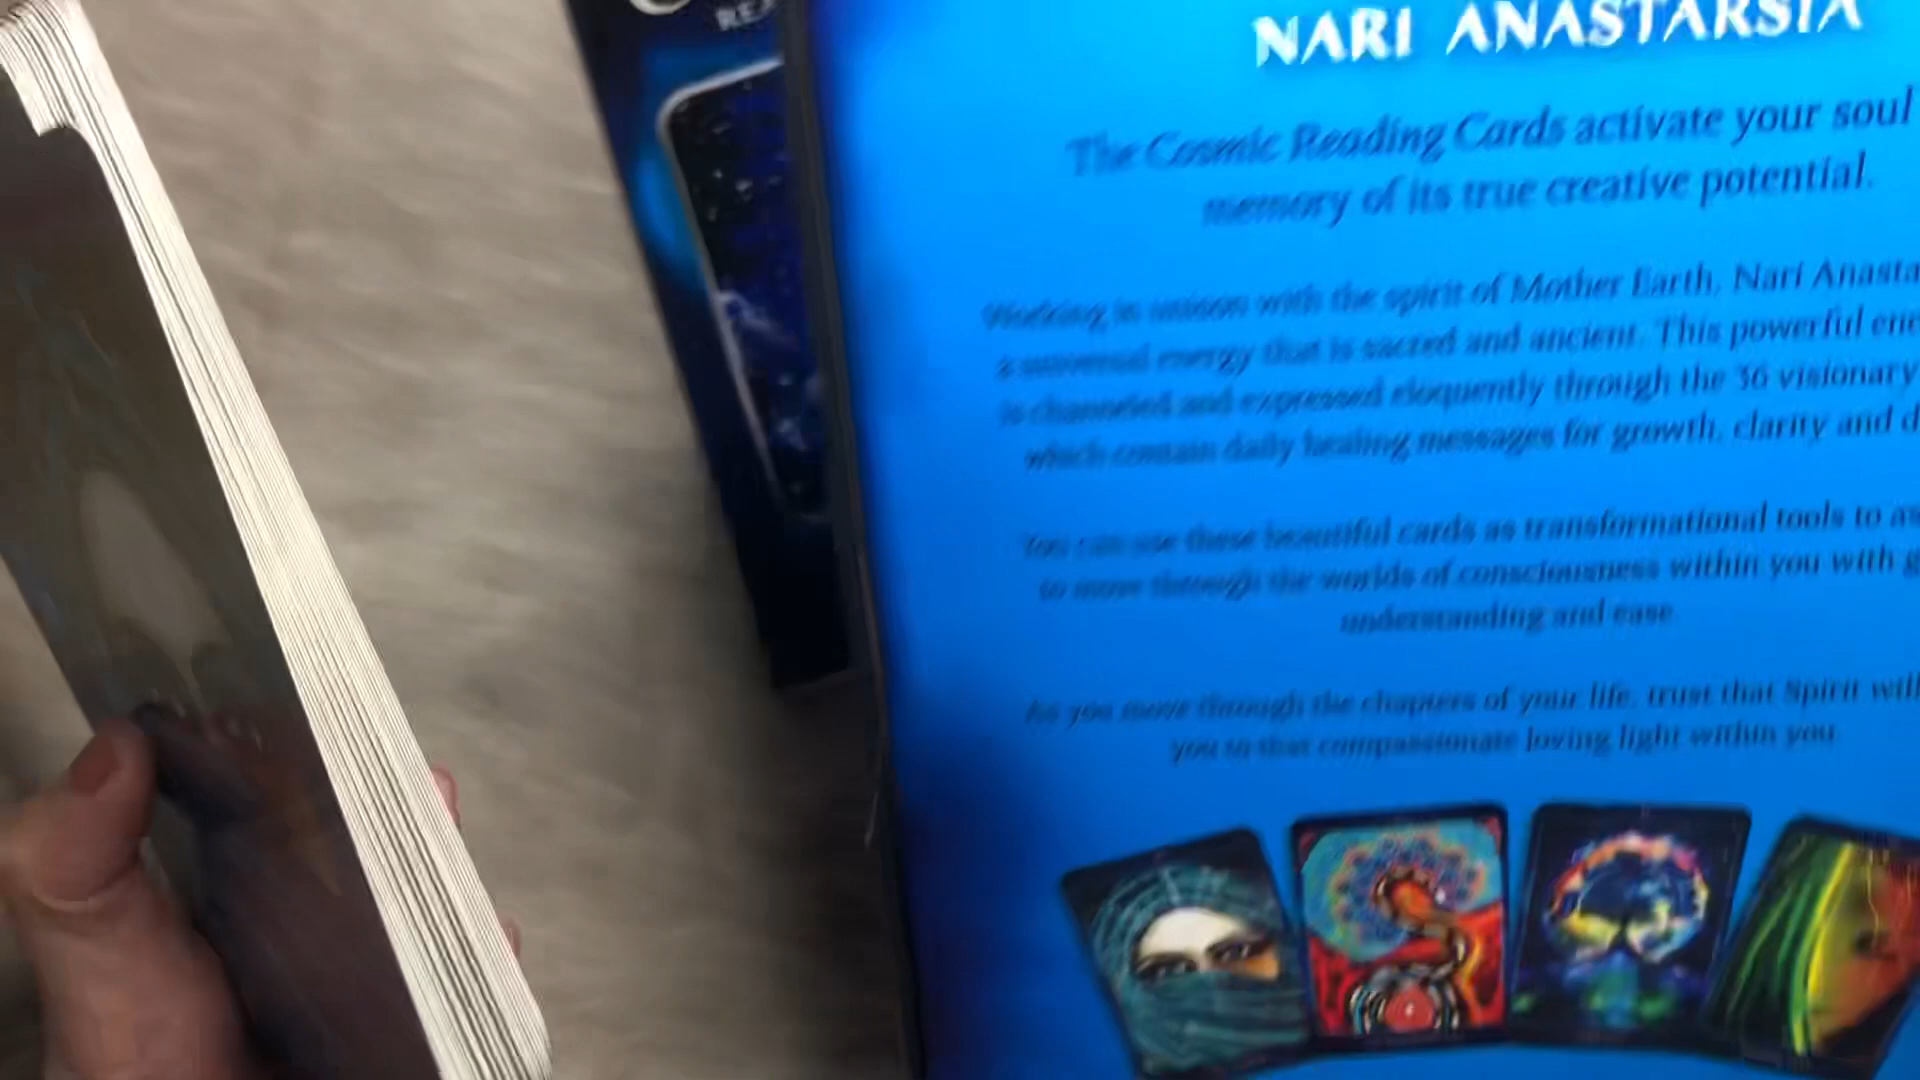 REA
NARI ANASTARSIA
The Cosmic Reading Cards activate your soul
memory of its true creative potential.
Working in unison with the spirit of Mother Earth, Nari Anasta
a universal energy that is sacred and ancient. This powerful ene
is channeled and expressed eloquently through the 36 visionary
which contain daily healing messages for growth, clarity and d
You can use these beautiful cards as transformational tools to as
to move through the worlds of consciousness within you with g
understanding and ease
As you move through the chapters of your life, trust that Spirit will
you to that compassionate loving light within you